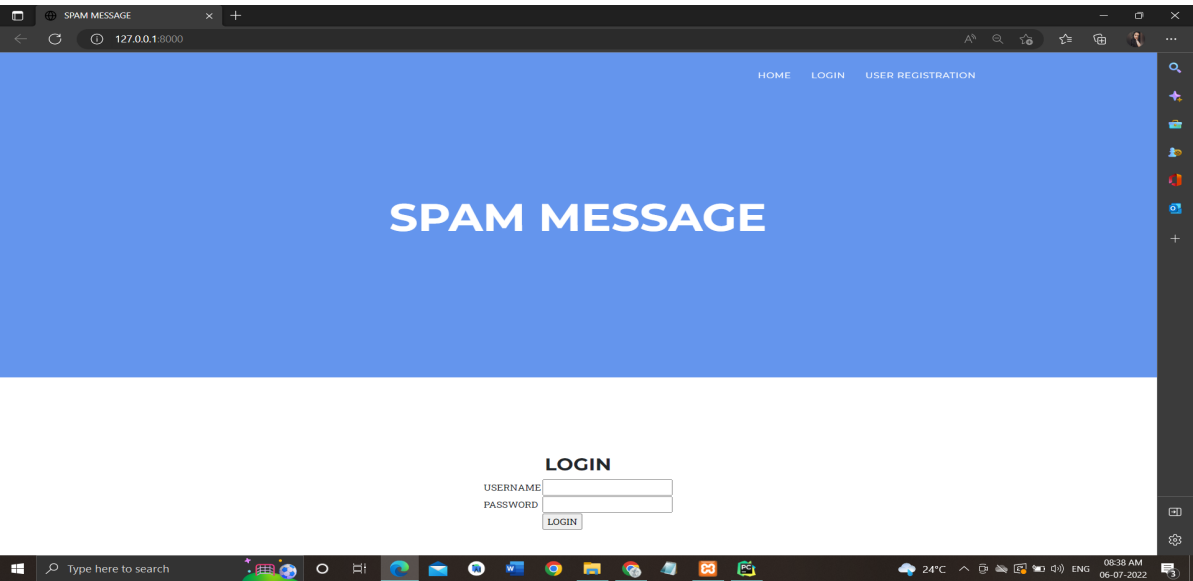 SPAM MESSAGE
127.0.0.1:8000
HOME LOGIN USER REGISTRATION
SPAM MESSAGE
LOGIN
USERNAME
PASSWORD
LOGIN
Type here to search
24°C ENG 08:38 AM
06-07-2022
3